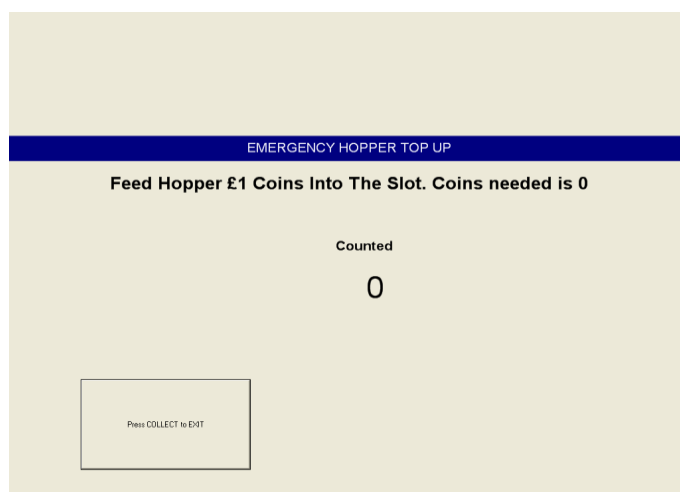 EMERGENCY HOPPER TOP UP
Feed Hopper £1 Coins Into The Slot. Coins needed is 0
Counted
0
Press COLLECT to EXIT